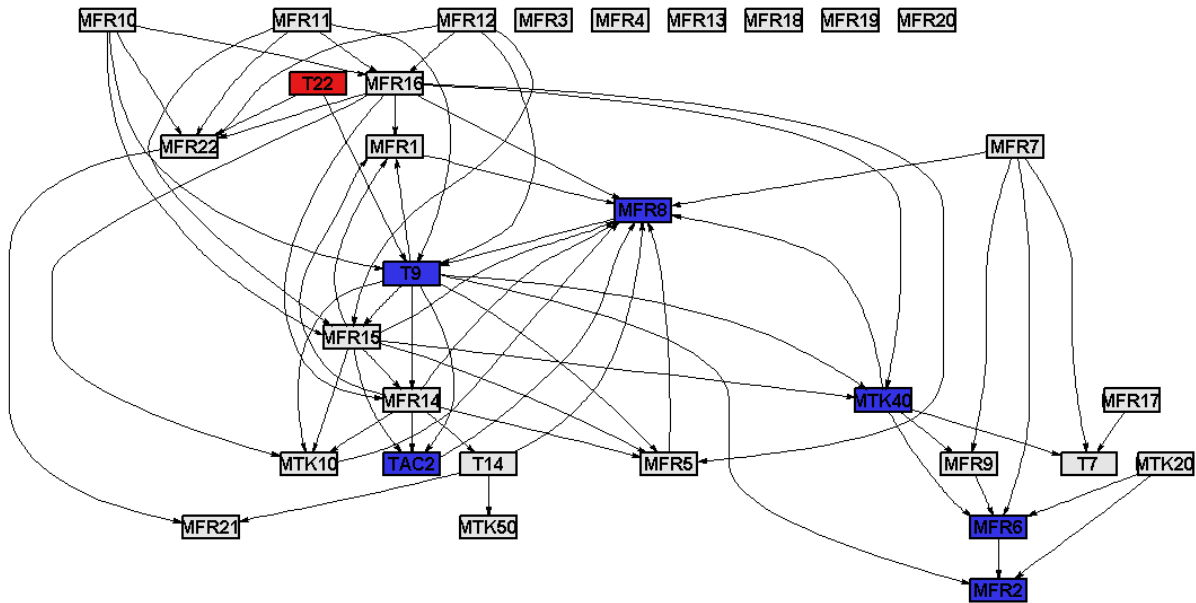 MFR10 MFR11 MFR12 MFR3 MFR4 MFR13 MFR18 MFR19 MFR20
T22 MFR16
MFR22 MFR1 MFR7
MFR8
T9
MFR15
MFR14 MTK40 MFR17
MTK10 TAC2 T14 MFR5 MFR9 T7 MTK20
MFR21 MTK50 MFR6
MFR2